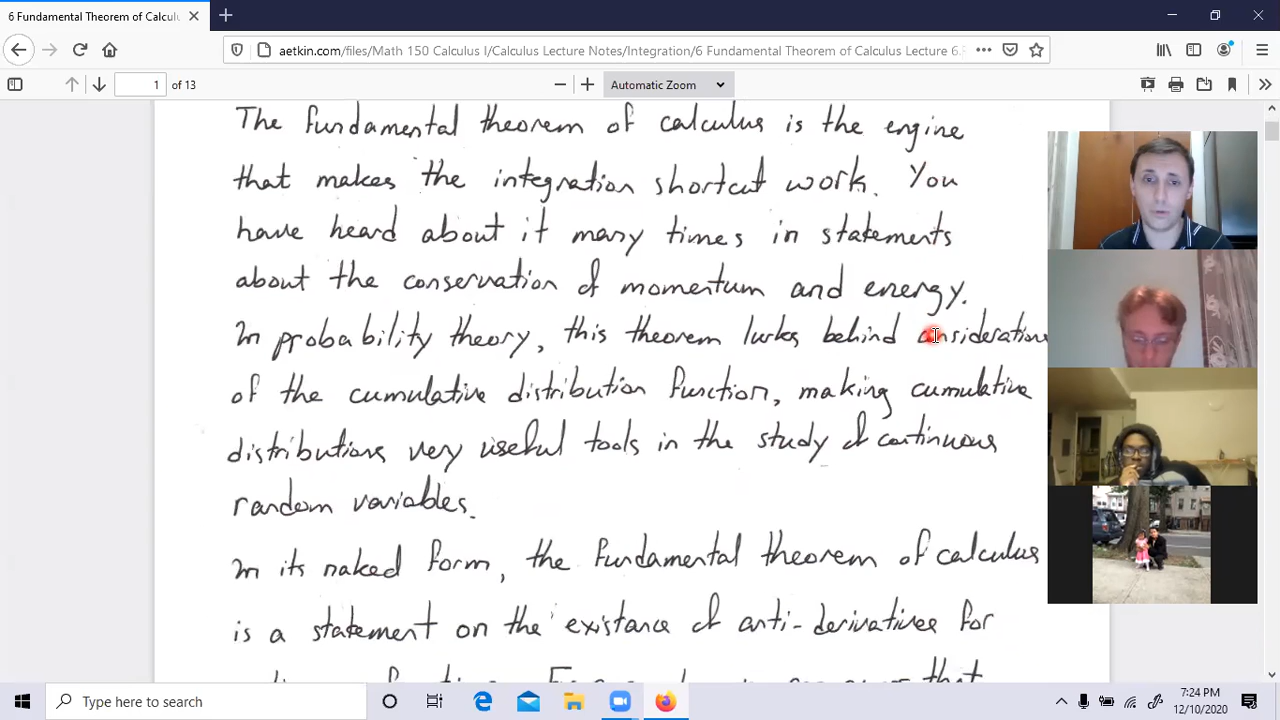 6 Fundamental Theorem of Calculu
aetkin.com/files/Math 150 Calculus I/Calculus Lecture Notes/Integration/6 Fundamental Theorem of Calculus Lecture 6.
1 of 13
Automatic Zoom
The fundamental theorem of calculus is the engine
that makes the integration shortcut work. You
have heard about it many times in statements
about the conservation of momentum and energy.
In probability theory, this theorem lurks behind considerations
of the cumulative distribution function, making cumulative
distributions very useful tools in the study of continuous
random variables.
In its naked form, the fundamental theorem of calculus
is a statement on the existance of anti-derivatives for
that
Type here to search
7:24 PM
12/10/2020